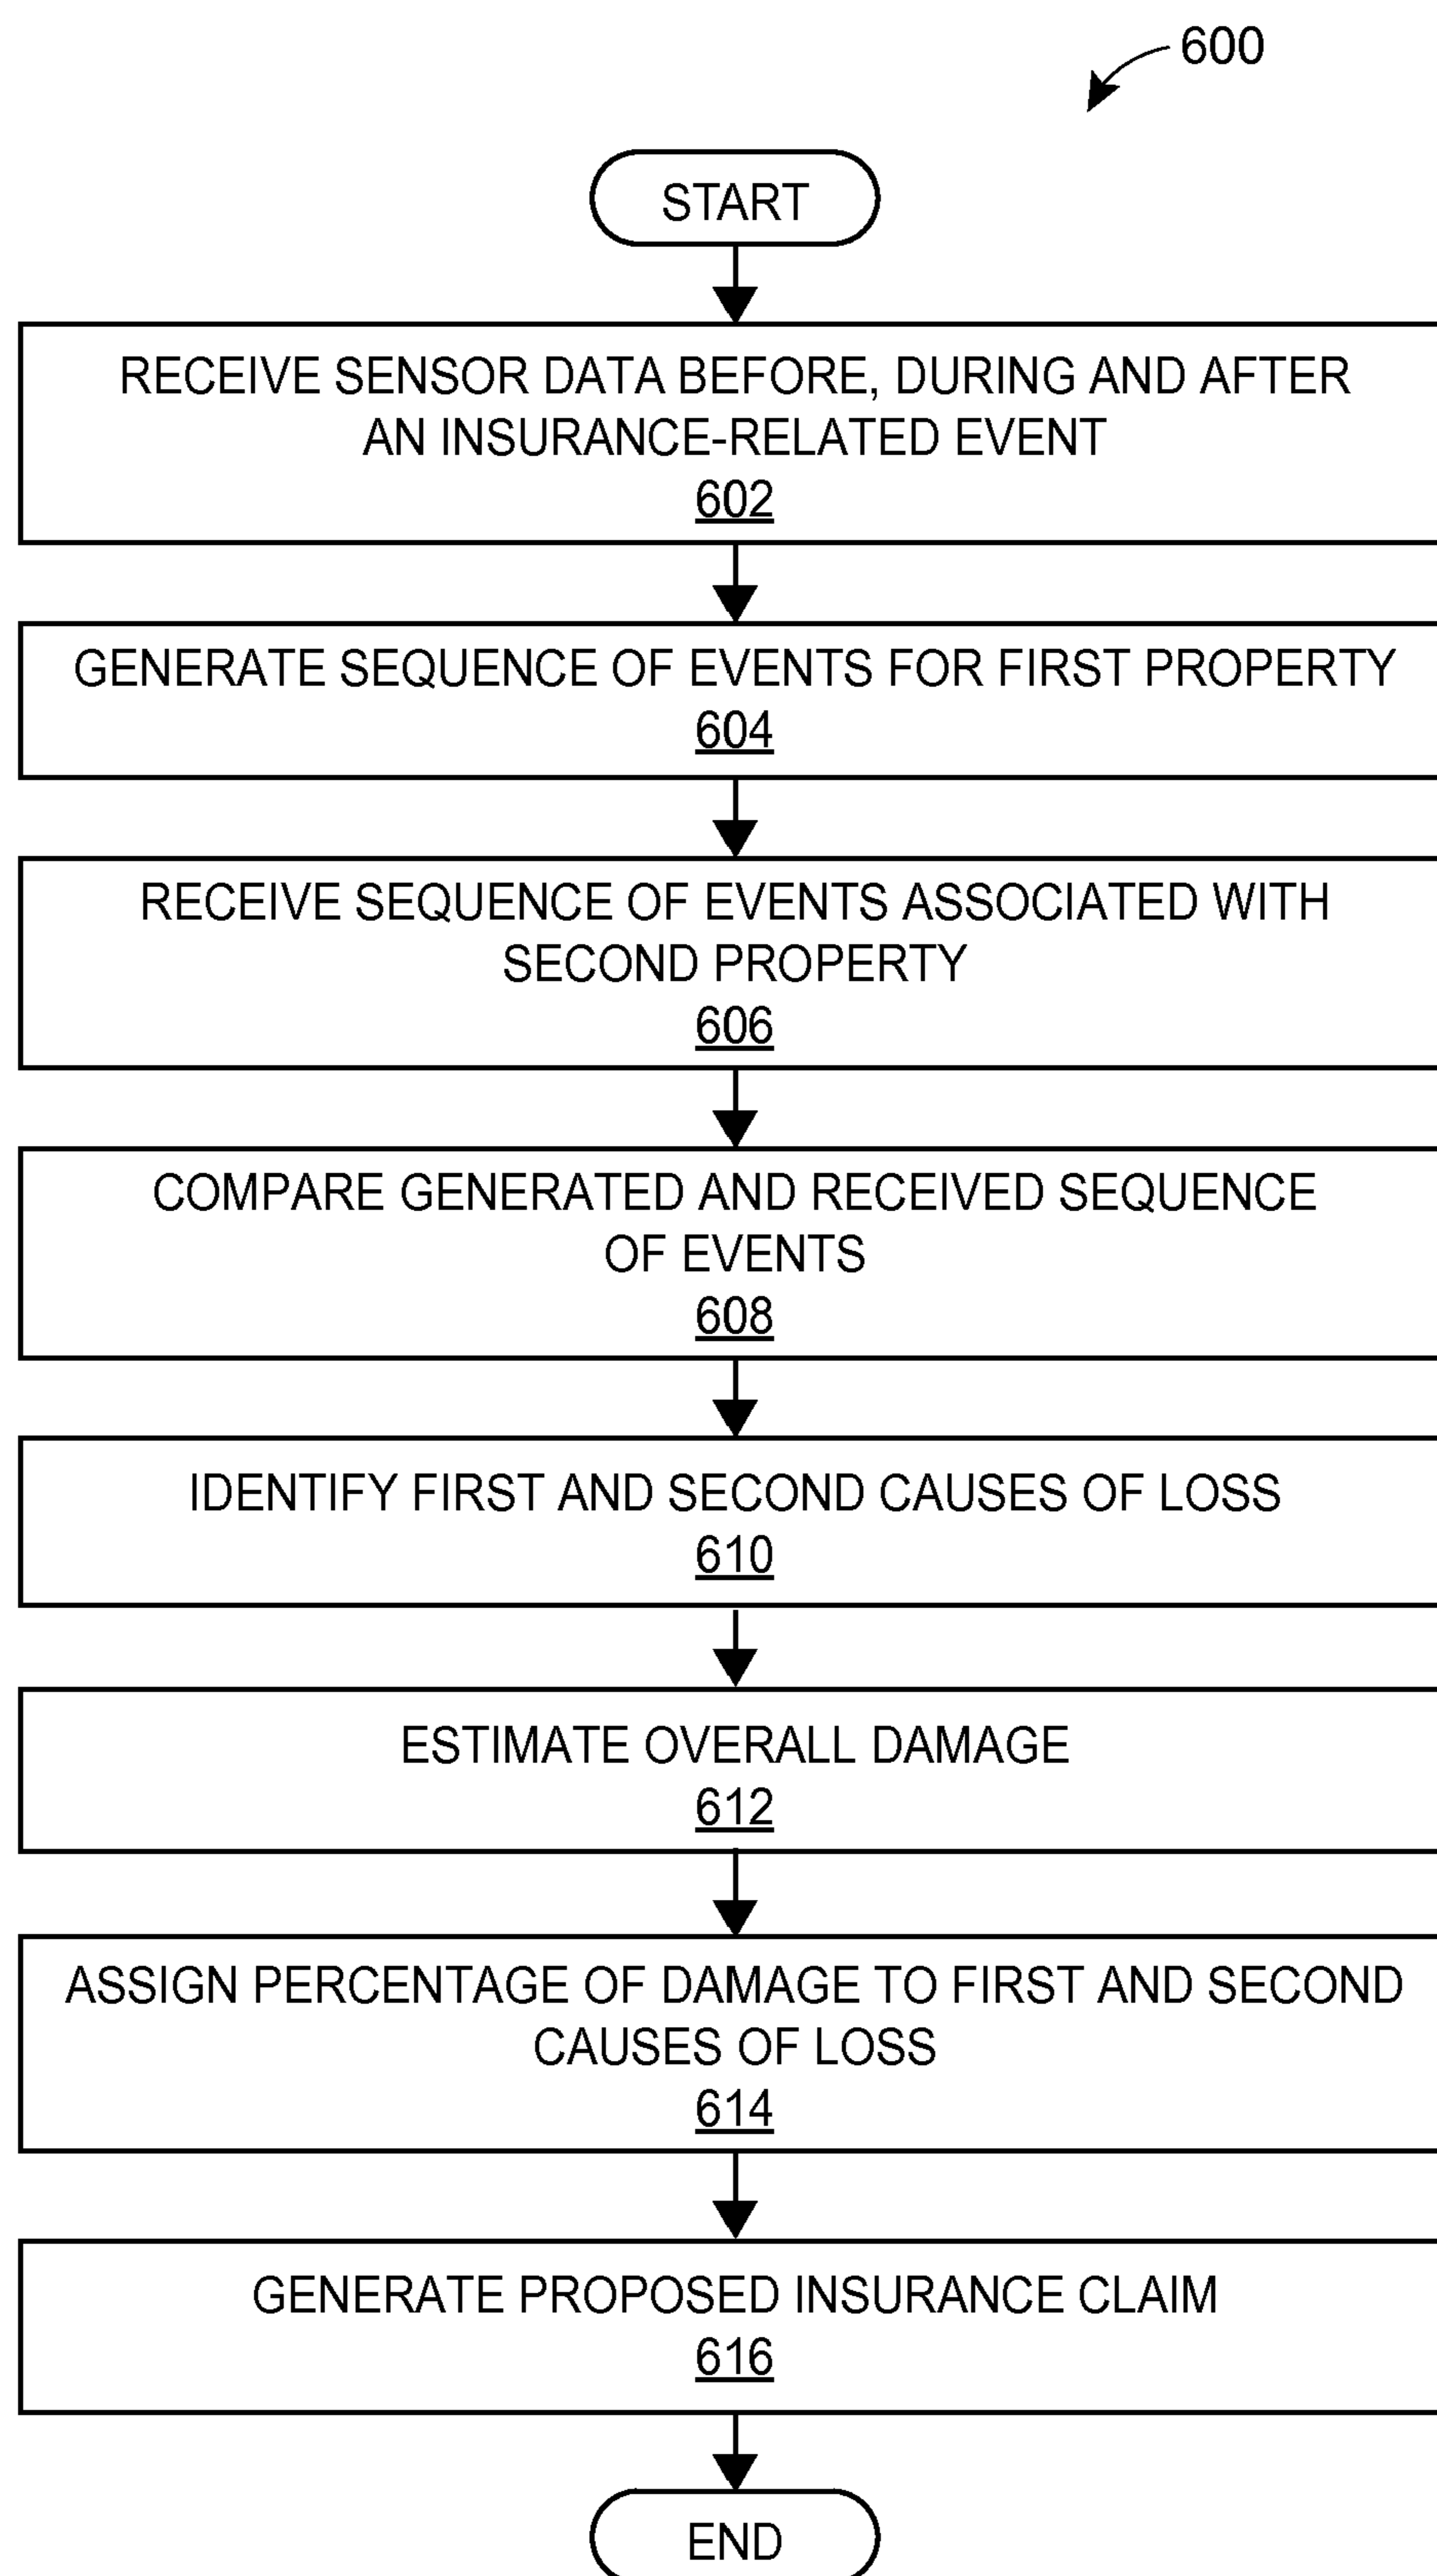 600
START
RECEIVE SENSOR DATA BEFORE, DURING AND AFTER
AN INSURANCE-RELATED EVENT
602
GENERATE SEQUENCE OF EVENTS FOR FIRST PROPERTY
604
RECEIVE SEQUENCE OF EVENTS ASSOCIATED WITH
SECOND PROPERTY
606
COMPARE GENERATED AND RECEIVED SEQUENCE
OF EVENTS
608
IDENTIFY FIRST AND SECOND CAUSES OF LOSS
610
ESTIMATE OVERALL DAMAGE
612
ASSIGN PERCENTAGE OF DAMAGE TO FIRST AND SECOND
CAUSES OF LOSS
614
GENERATE PROPOSED INSURANCE CLAIM
616
END